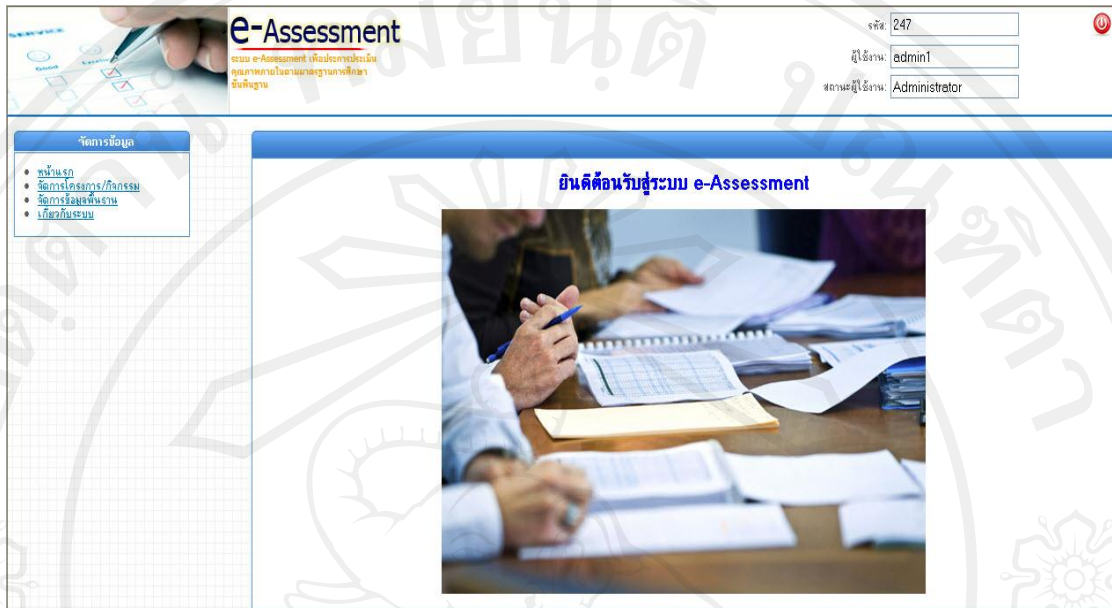 e-Assessment
ระบบ e-Assessment เพื่อประการประเมิน
คุณภาพภายในตามมาตรฐานการศึกษา
ขั้นพื้นฐาน
รหัส: 247
ผู้ใช้งาน: admin1
สถานะผู้ใช้งาน: Administrator
จัดการข้อมูล
หน้าแรก
จัดการโครงการ/กิจกรรม
จัดการข้อมูลพื้นฐาน
เกี่ยวกับระบบ
ยินดีต้อนรับสู่ระบบ e-Assessment